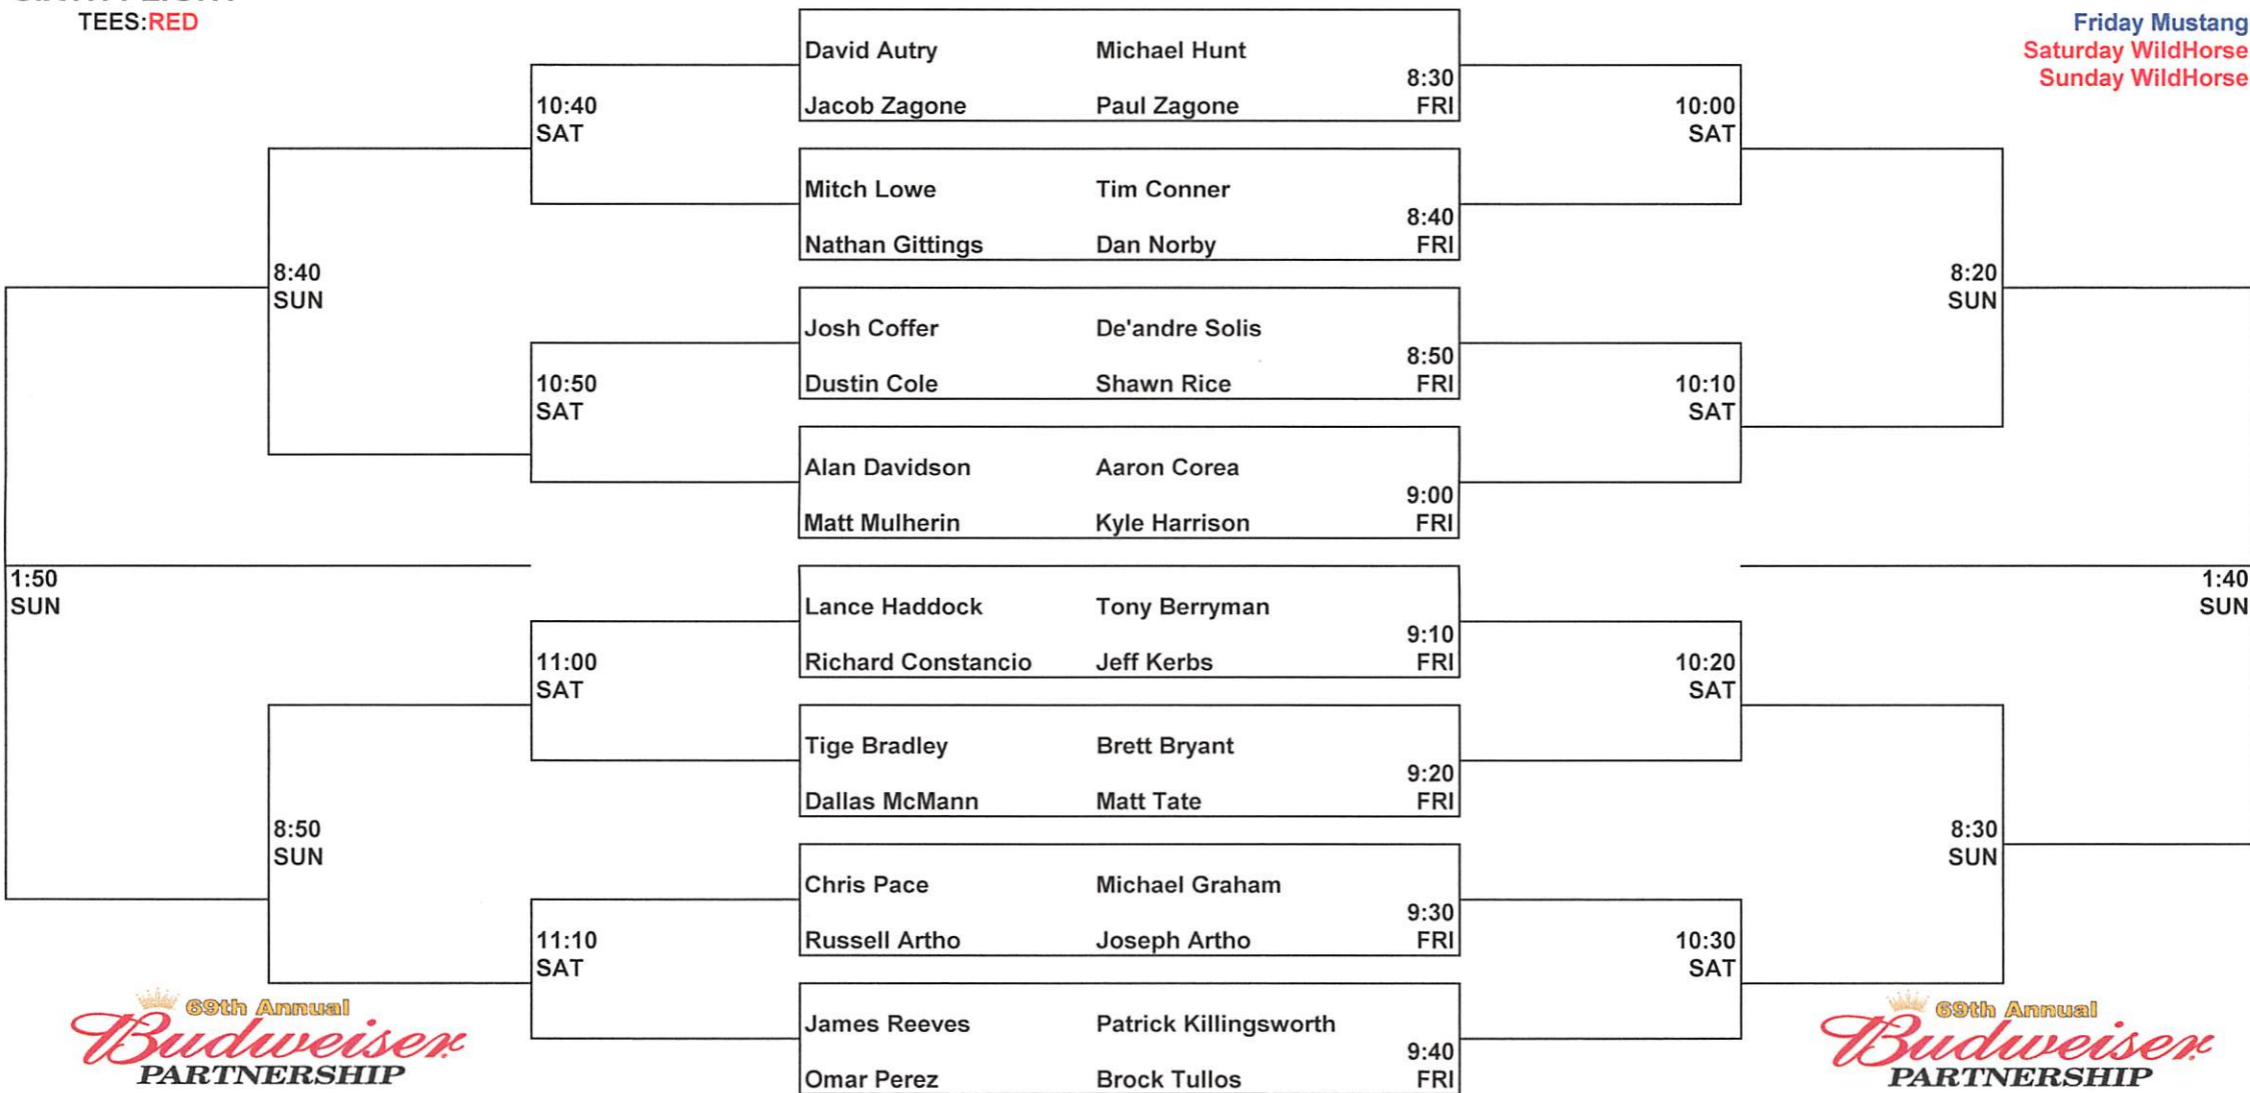 TEES:RED
Friday Mustang
Saturday WildHorse
Sunday WildHorse
David Autry Michael Hunt
8:30
Jacob Zagone Paul Zagone FRI
10:40
SAT
10:00
SAT
Mitch Lowe Tim Conner
8:40
Nathan Gittings Dan Norby FRI
8:40
SUN
8:20
SUN
Josh Coffer De'andre Solis
8:50
Dustin Cole Shawn Rice FRI
10:50
SAT
10:10
SAT
Alan Davidson Aaron Corea
9:00
Matt Mulherin Kyle Harrison FRI
1:50
SUN
1:40
SUN
Lance Haddock Tony Berryman
9:10
Richard Constancio Jeff Kerbs FRI
11:00
SAT
10:20
SAT
Tige Bradley Brett Bryant
9:20
Dallas McMann Matt Tate FRI
8:50
SUN
8:30
SUN
Chris Pace Michael Graham
9:30
Russell Artho Joseph Artho FRI
11:10
SAT
10:30
SAT
James Reeves Patrick Killingsworth
9:40
Omar Perez Brock Tullos FRI
69th Annual
Budweiser
PARTNERSHIP
69th Annual
Budweiser
PARTNERSHIP